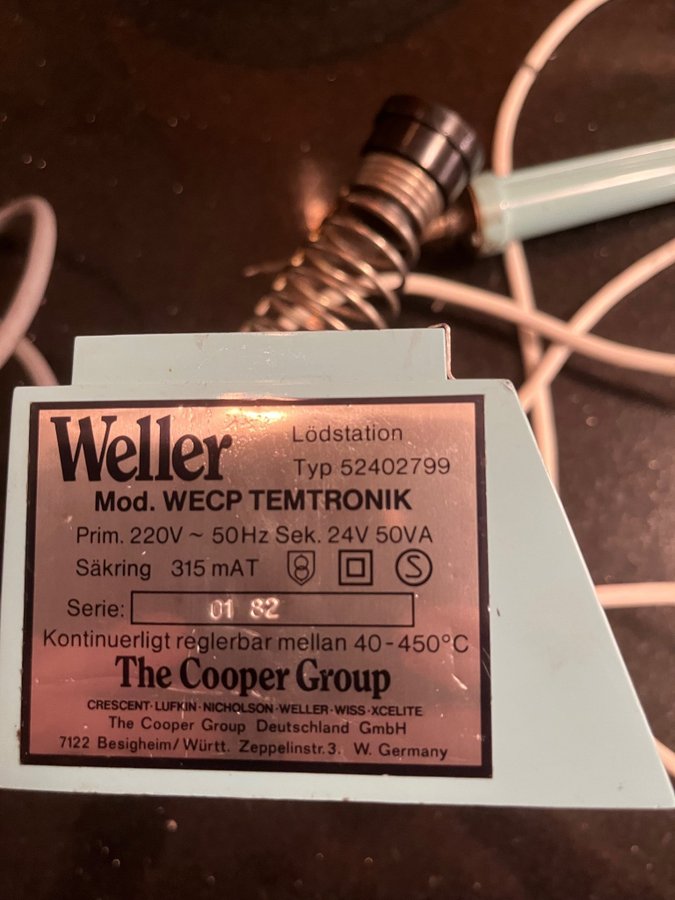 Weller
Lödstation
Typ 52402799
Mod. WECP TEMTRONIK
Prim. 220V ~ 50Hz Sek. 24V 50VA
Säkring 315 mAT 8 S
Serie: 01 82
Kontinuerligt reglerbar mellan 40-450°C
The Cooper Group
CRESCENT·LUFKIN·NICHOLSON·WELLER·WISS·XCELITE
The Cooper Group Deutschland GmbH
7122 Besigheim/Württ. Zeppelinstr.3. W. Germany